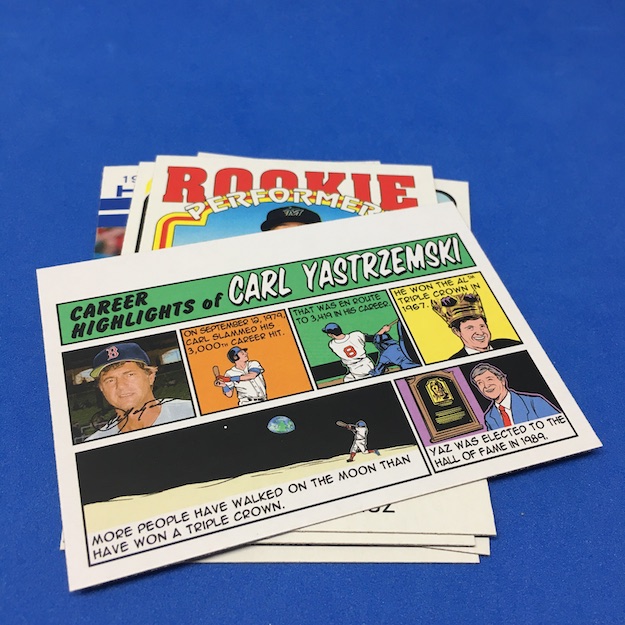 19
ROOKIE
PERFORMER
CAREER
HIGHLIGHTS of CARL YASTRZEMSKI
B
ON SEPTEMBER 12, 1979,
CARL SLAMMED HIS
3,000TH CAREER HIT.
THAT WAS EN ROUTE
TO 3,419 IN HIS CAREER.
8
HE WON THE AL™
TRIPLE CROWN IN
1967.
MORE PEOPLE HAVE WALKED ON THE MOON THAN
HAVE WON A TRIPLE CROWN.
YAZ WAS ELECTED TO THE
HALL OF FAME IN 1989.